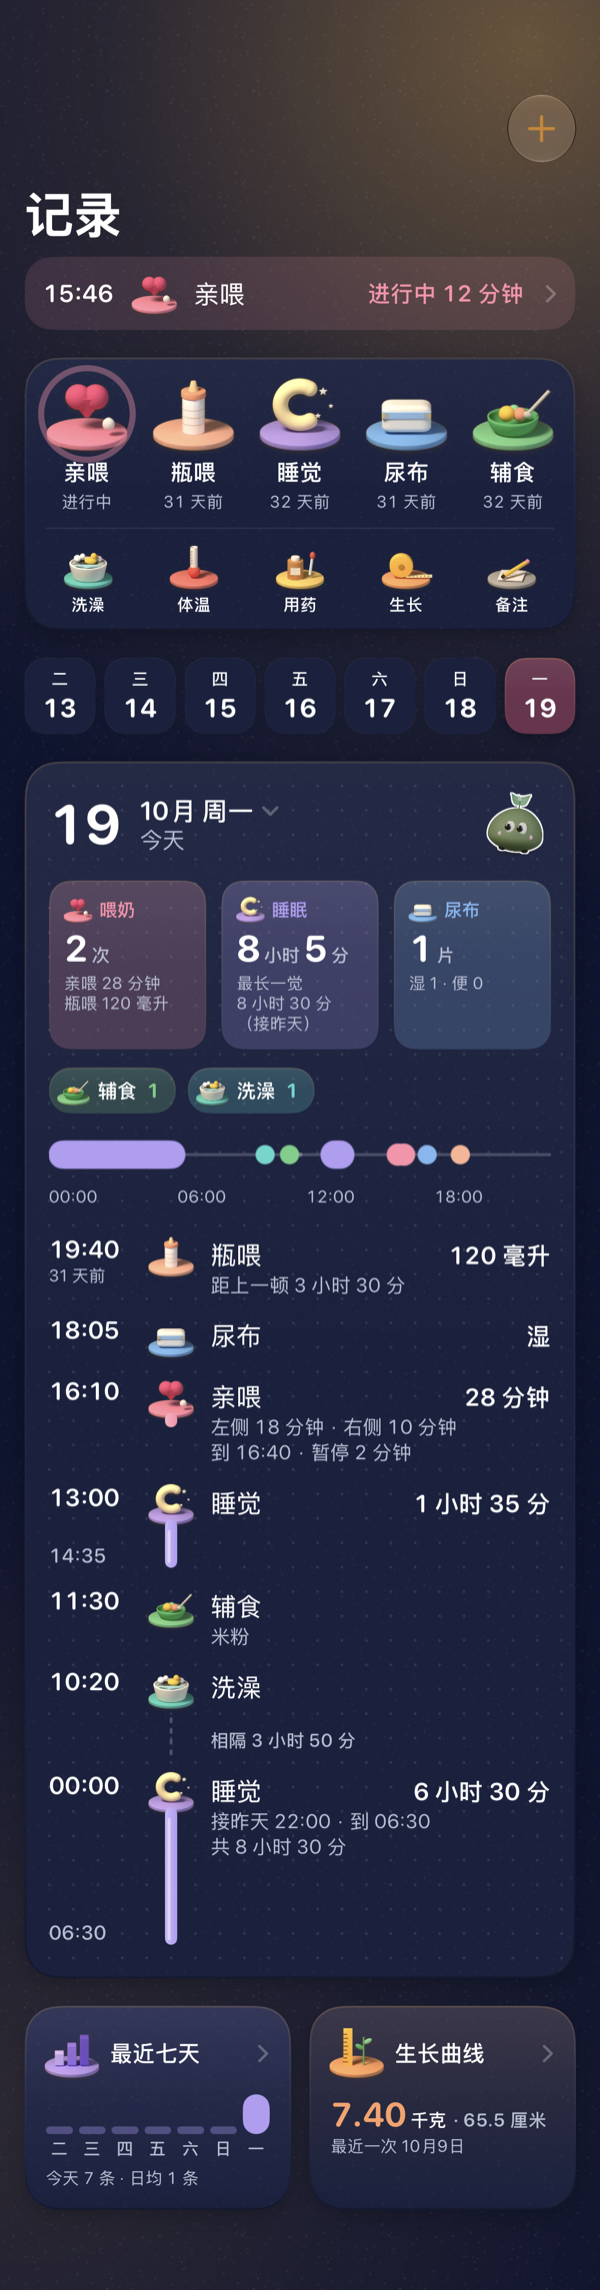 记录
15:46 亲喂 进行中 12 分钟
亲喂 瓶喂 睡觉 尿布 辅食
进行中 31 天前 32 天前 31 天前 32 天前
洗澡 体温 用药 生长 备注
二 三 四 五 六 日 一
13 14 15 16 17 18 19
19 10月 周一
今天
喂奶
2 次
亲喂 28 分钟
瓶喂 120 毫升
睡眠
8 小时 5 分
最长一觉
8 小时 30 分
（接昨天）
尿布
1 片
湿 1 · 便 0
辅食 1 洗澡 1
00:00 06:00 12:00 18:00
19:40 瓶喂 120 毫升
31 天前 距上一顿 3 小时 30 分
18:05 尿布 湿
16:10 亲喂 28 分钟
左侧 18 分钟 · 右侧 10 分钟
到 16:40 · 暂停 2 分钟
13:00 睡觉 1 小时 35 分
14:35
11:30 辅食
米粉
10:20 洗澡
相隔 3 小时 50 分
00:00 睡觉 6 小时 30 分
接昨天 22:00 · 到 06:30
共 8 小时 30 分
06:30
最近七天
二 三 四 五 六 日 一
今天 7 条 · 日均 1 条
生长曲线
7.40 千克 · 65.5 厘米
最近一次 10月9日